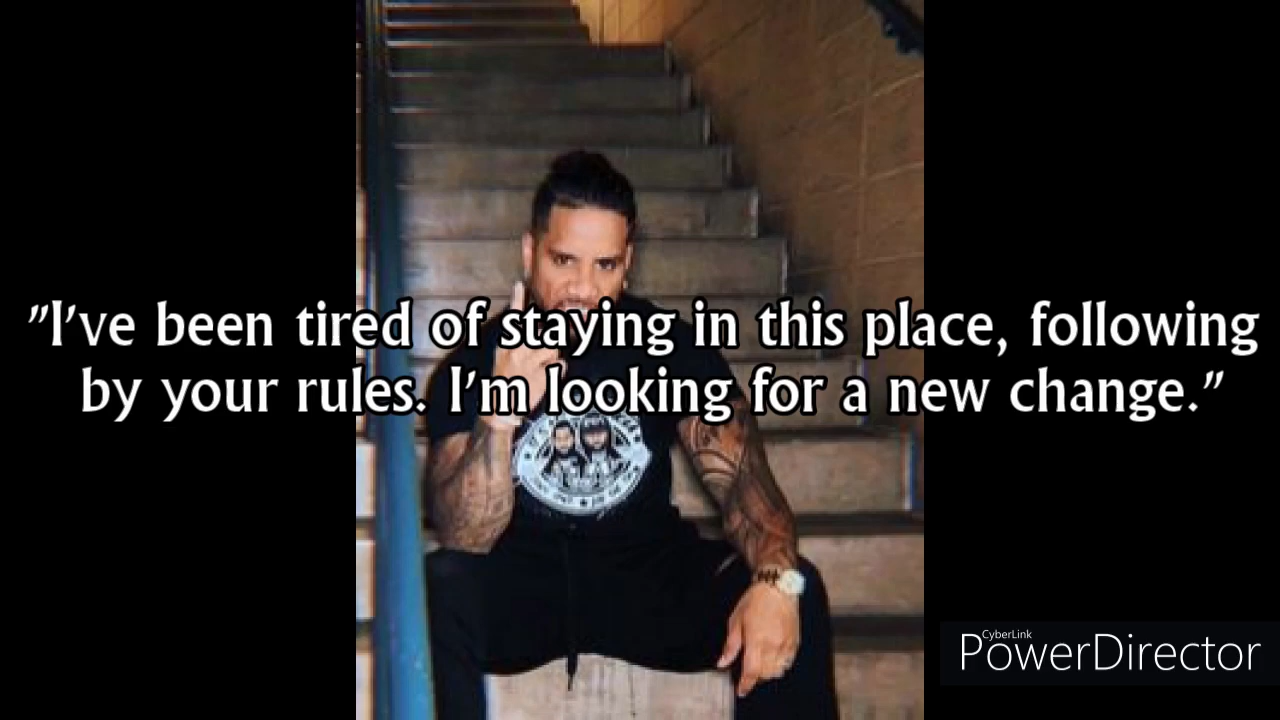 "I've been tired of staying in this place, following
by your rules. I'm looking for a new change."
CyberLink
PowerDirector